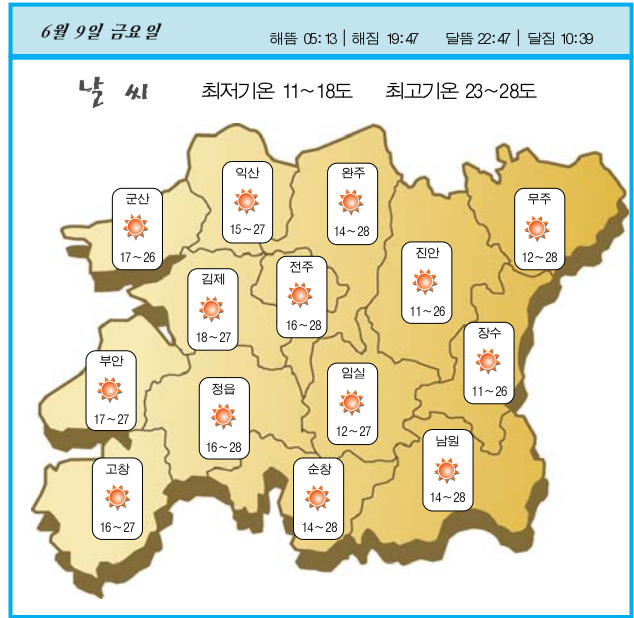 6월 9일 금요일
해뜸 05:13 | 해짐 19:47 달뜸 22:47 | 달짐 10:39
날 씨 최저기온 11~18도 최고기온 23~28도
익산
15~27
완주
14~28
군산
17~26
무주
12~28
진안
11~26
전주
16~28
김제
18~27
장수
11~26
부안
17~27
임실
12~27
정읍
16~28
남원
14~28
고창
16~27
순창
14~28